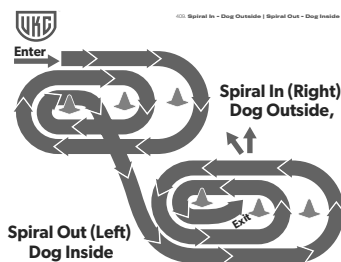 UKC
403. Spiral In - Dog Outside | Spiral Out - Dog Inside
Enter
Spiral In (Right)
Dog Outside,
Exit
Spiral Out (Left)
Dog Inside